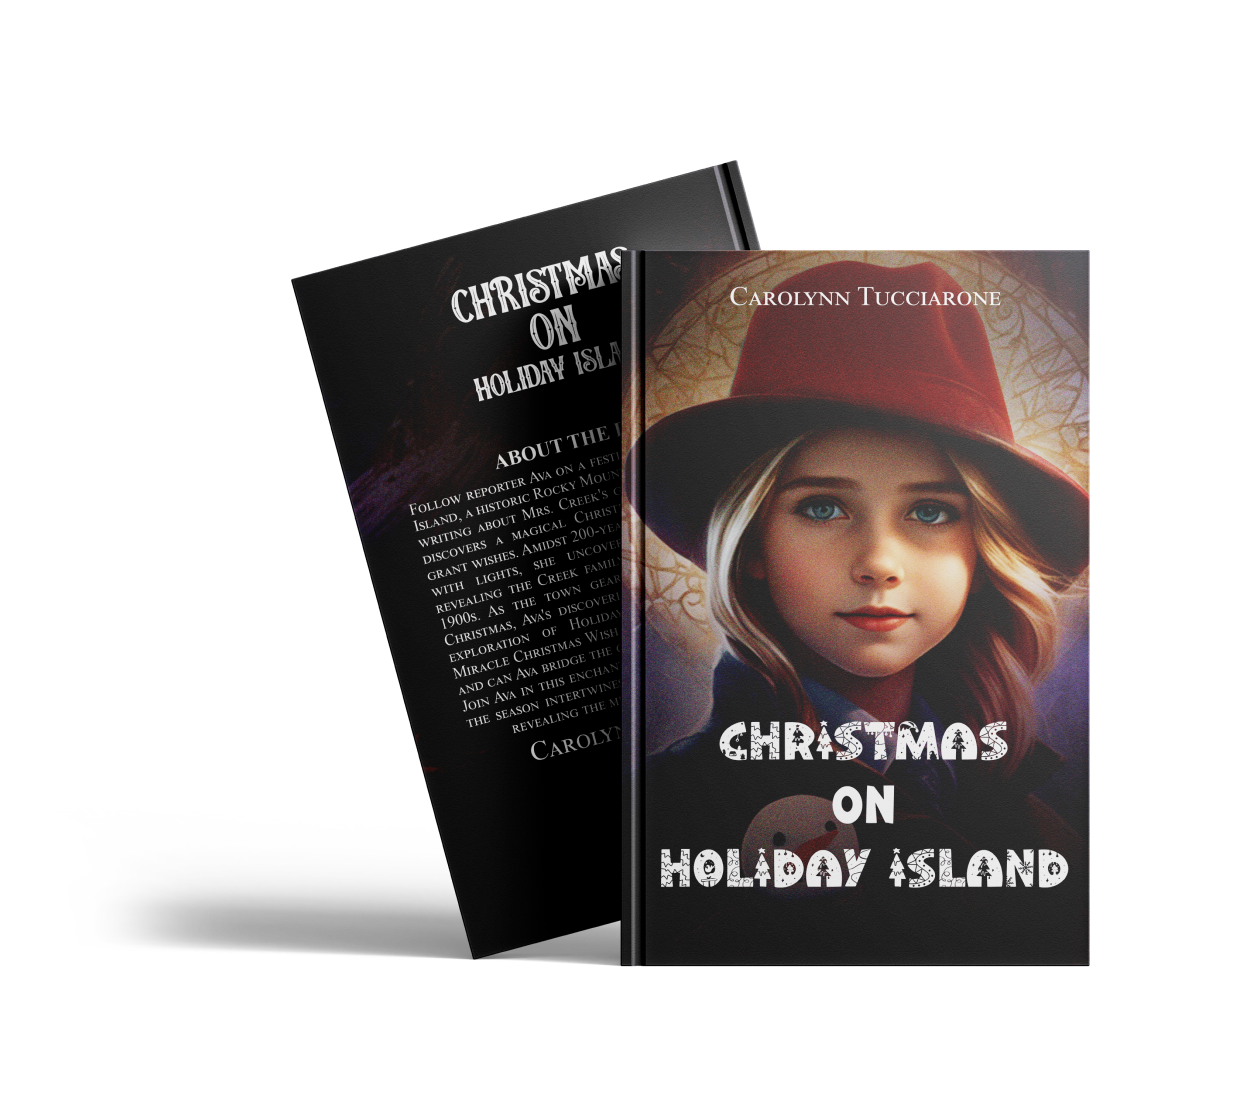 CHRISTMAS
ON
HOLIDAY ISLA
ABOUT THE
FOLLOW REPORTER AVA ON A FESTI
ISLAND, A HISTORIC ROCKY MOUN
WRITING ABOUT MRS. CREEK'S
DISCOVERS A MAGICAL CHRIST
GRANT WISHES. AMIDST 200-YEA
WITH LIGHTS, SHE UNCOVER
REVEALING THE CREEK FAMIL
1900S. AS THE TOWN GEAR
CHRISTMAS, AVA'S DISCOVER
EXPLORATION OF HOLIDAY
MIRACLE CHRISTMAS WISH
AND CAN AVA BRIDGE THE
JOIN AVA IN THIS ENCHAN
THE SEASON INTERTWINE
REVEALING THE M
CAROLYN
CAROLYNN TUCCIARONE
CHRISTMAS
ON
HOLIDAY ISLAND